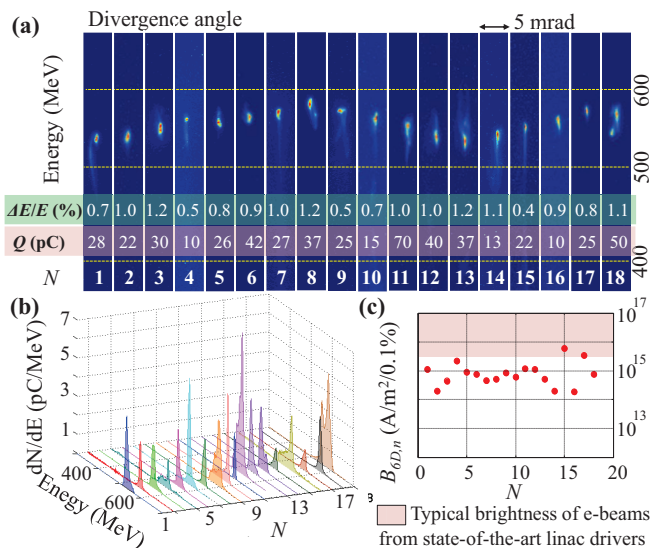 (a)
Divergence angle
5 mrad
Energy (MeV)
600
500
400
ΔE/E (%) 0.7 1.0 1.2 0.5 0.8 0.9 1.0 1.2 0.5 0.7 1.0 1.0 1.2 1.1 0.4 0.9 0.8 1.1
Q (pC) 28 22 30 10 26 42 27 37 25 15 70 40 37 13 22 10 25 50
N 1 2 3 4 5 6 7 8 9 10 11 12 13 14 15 16 17 18
(b)
dN/dE (pC/MeV)
7
5
3
1
400
600
Enegy (MeV)
1 5 9 13 17
N
8
(c)
B6D,n (A/m²/0.1%)
10¹⁷
10¹⁵
10¹³
0 5 10 15 20
N
Typical brightness of e-beams
from state-of-the-art linac drivers